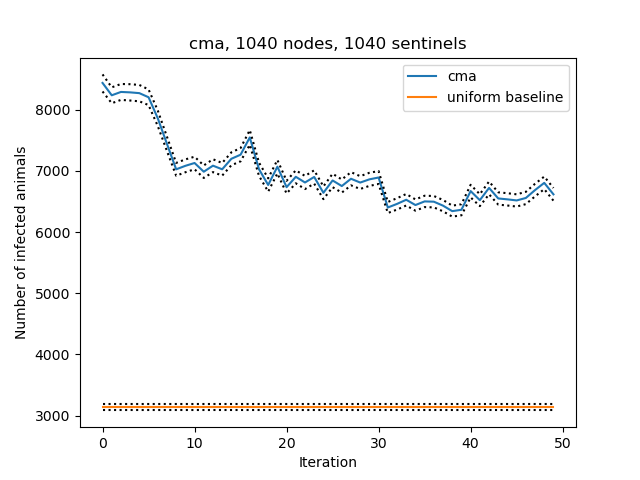 cma, 1040 nodes, 1040 sentinels
cma
uniform baseline
Number of infected animals
8000
7000
6000
5000
4000
3000
0 10 20 30 40 50
Iteration